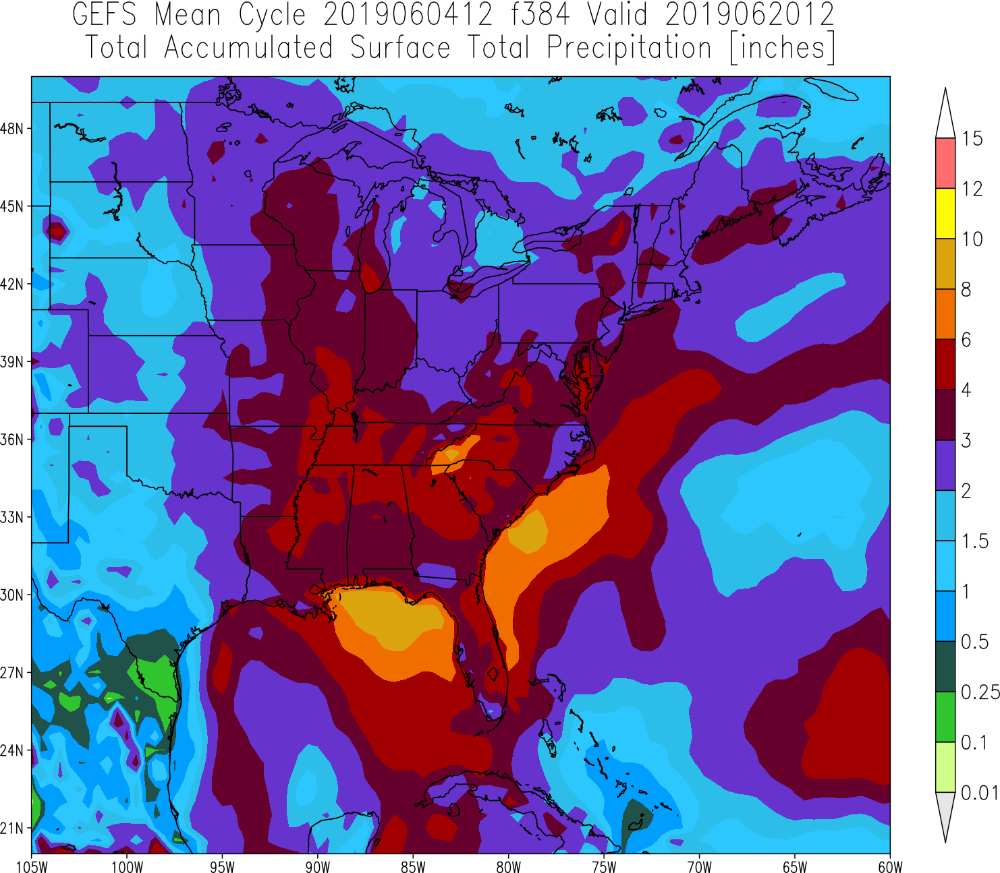 GEFS Mean Cycle 2019060412 f384 Valid 2019062012
Total Accumulated Surface Total Precipitation [inches]
15
12
10
8
6
4
3
2
1.5
1
0.5
0.25
0.1
0.01
48N
45N
42N
39N
36N
33N
30N
27N
24N
21N
105W 100W 95W 90W 85W 80W 75W 70W 65W 60W